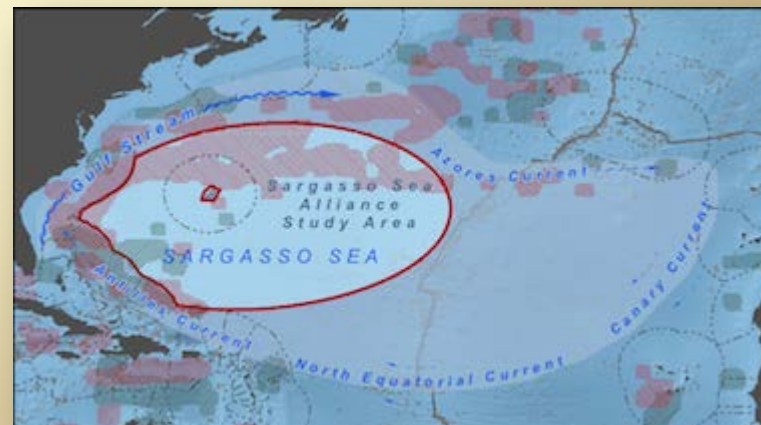 Gulf Stream
Azores Current
Sargasso Sea
Alliance
Study Area
SARGASSO SEA
Canary Current
Antilles Current
North Equatorial Current